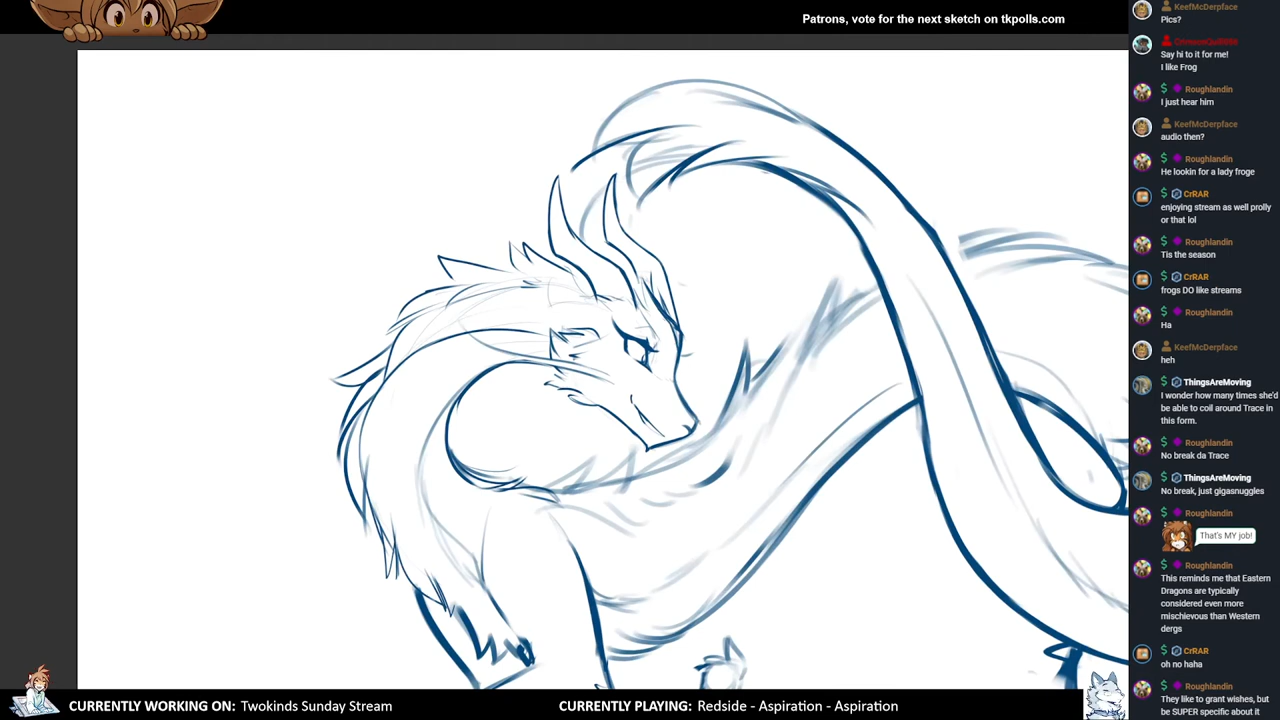 Patrons, vote for the next sketch on tkpolls.com
KeefMcDerpface
Pics?
Say hi to it for me!
I like Frog
$ Roughlandin
I just hear him
KeefMcDerpface
audio then?
$ Roughlandin
He lookin for a lady froge
$ CrRAR
enjoying stream as well prolly
or that lol
$ Roughlandin
Tis the season
$ CrRAR
frogs DO like streams
$ Roughlandin
Ha
KeefMcDerpface
heh
$ ThingsAreMoving
I wonder how many times she'd
be able to coil around Trace in
this form.
$ Roughlandin
No break da Trace
$ ThingsAreMoving
No break, just gigasnuggles
$ Roughlandin
That's MY job!
$ Roughlandin
This reminds me that Eastern
Dragons are typically
considered even more
mischievous than Western
dergs
$ CrRAR
oh no haha
$ Roughlandin
They like to grant wishes, but
be SUPER specific about it
CURRENTLY WORKING ON: Twokinds Sunday Stream
CURRENTLY PLAYING: Redside - Aspiration - Aspiration